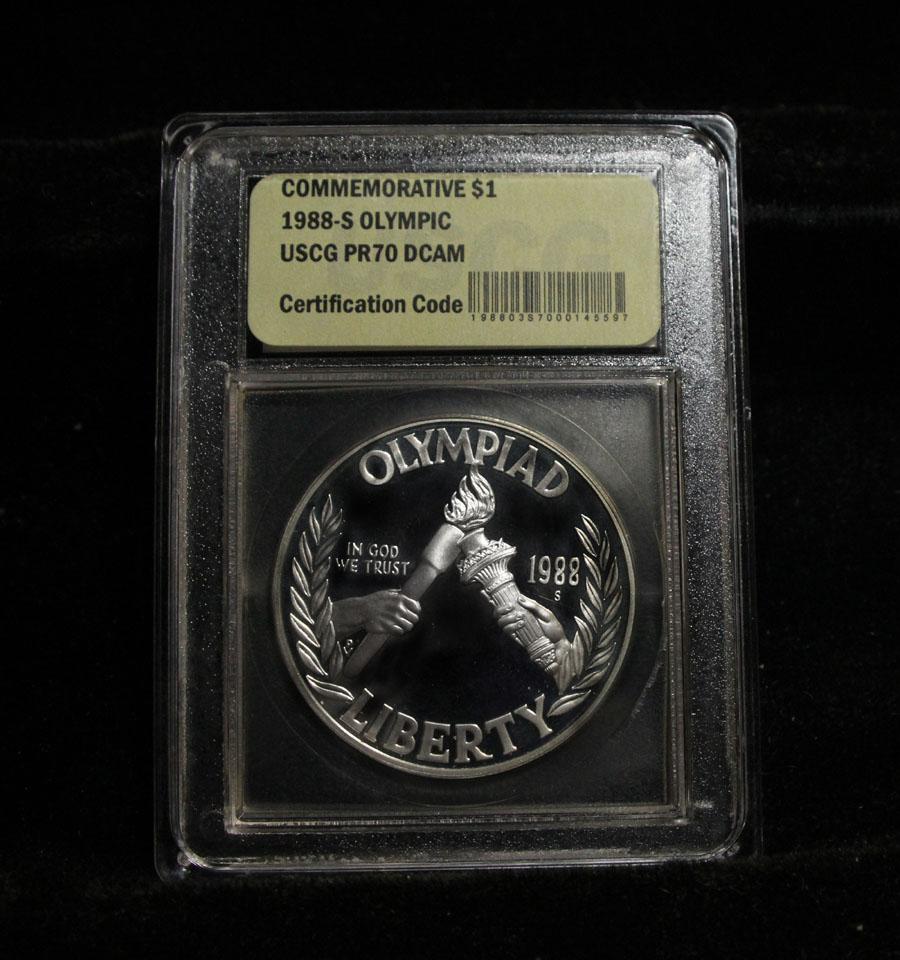 COMMEMORATIVE $1
1988-S OLYMPIC
USCG PR70 DCAM
Certification Code
198803S7000145597
OLYMPIAD
IN GOD
WE TRUST
1988
S
LIBERTY